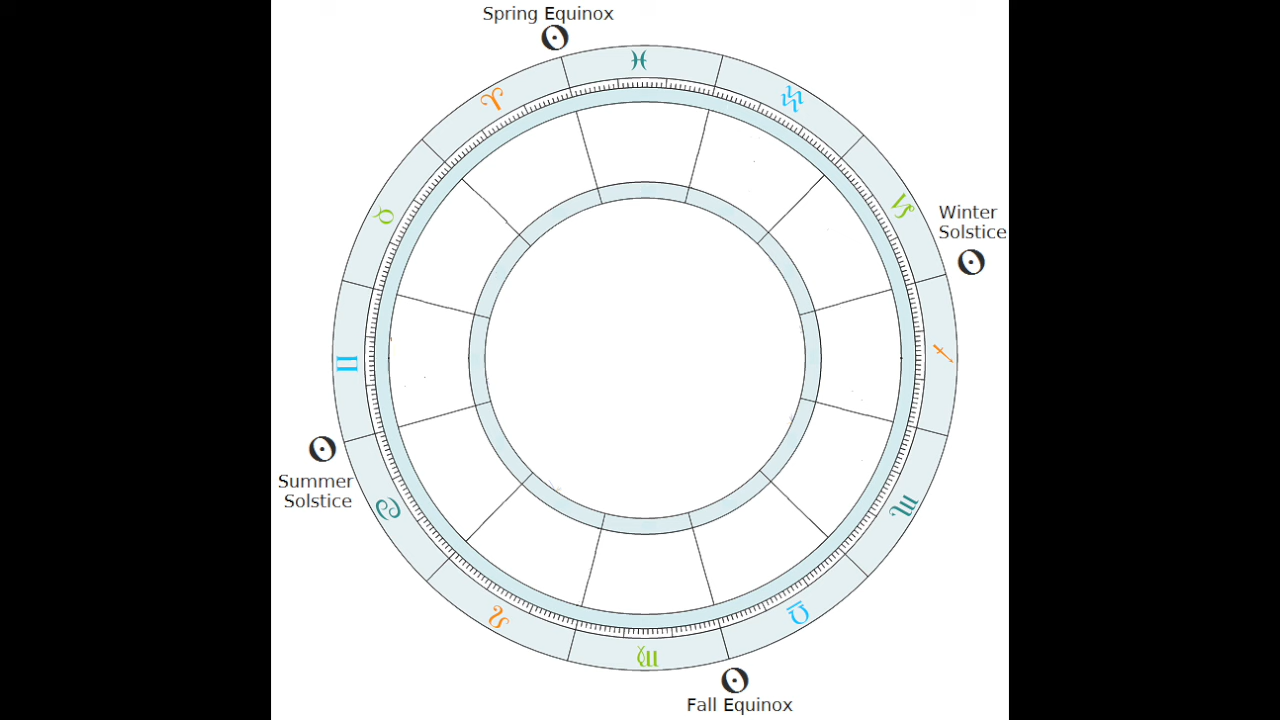 Spring Equinox
Winter
Solstice
Summer
Solstice
Fall Equinox